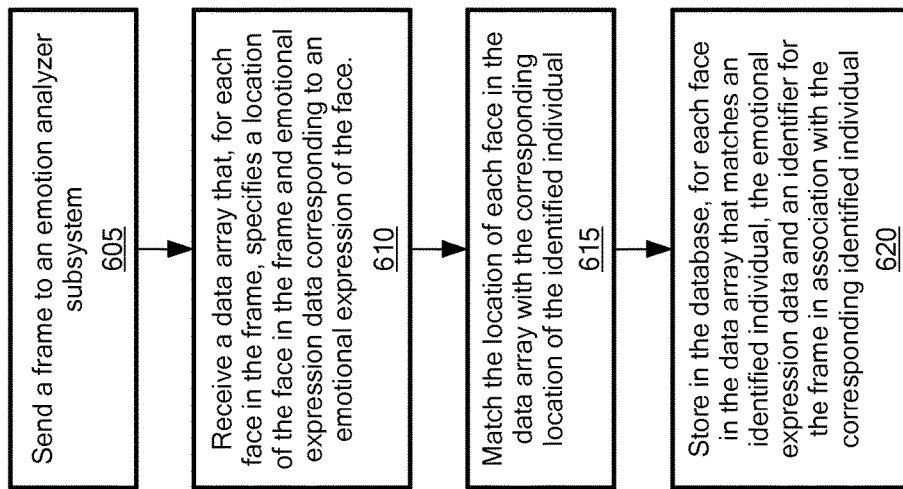 Send a frame to an emotion analyzer
subsystem
605
Receive a data array that, for each
face in the frame, specifies a location
of the face in the frame and emotional
expression data corresponding to an
emotional expression of the face.
610
Match the location of each face in the
data array with the corresponding
location of the identified individual
615
Store in the database, for each face
in the data array that matches an
identified individual, the emotional
expression data and an identifier for
the frame in association with the
corresponding identified individual
620